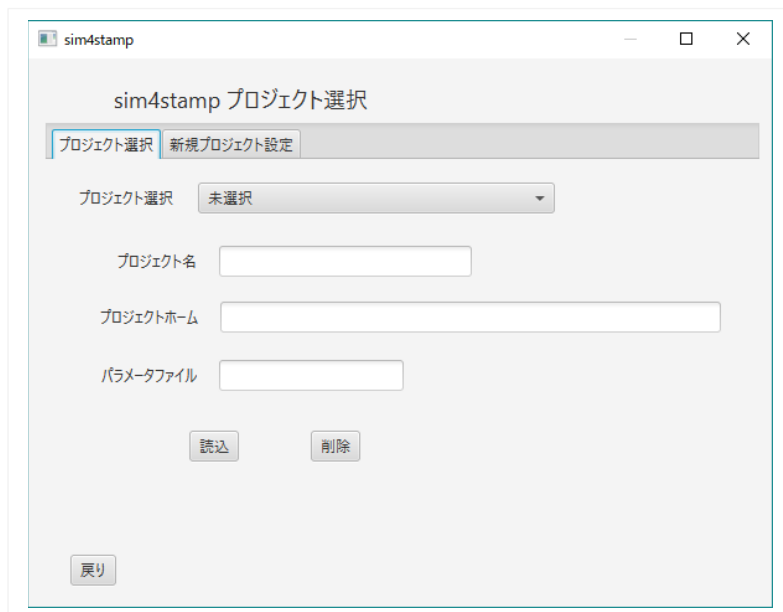 sim4stamp
sim4stamp プロジェクト選択
プロジェクト選択 新規プロジェクト設定
プロジェクト選択 未選択
プロジェクト名
プロジェクトホーム
パラメータファイル
読込 削除
戻り